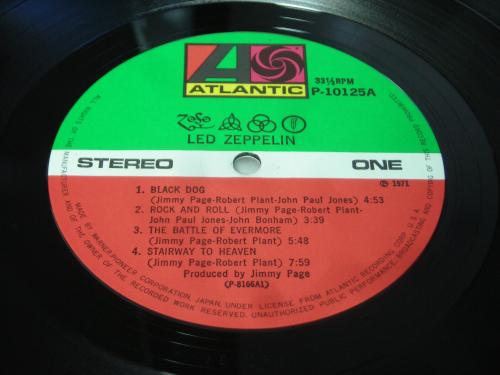 ATLANTIC
33⅓RPM
P-10125A
LED ZEPPELIN
STEREO
ONE
Ⓟ 1971
1. BLACK DOG
(Jimmy Page-Robert Plant-John Paul Jones) 4:53
2. ROCK AND ROLL (Jimmy Page-Robert Plant-
John Paul Jones-John Bonham) 3:39
3. THE BATTLE OF EVERMORE
(Jimmy Page-Robert Plant) 5:48
4. STAIRWAY TO HEAVEN
(Jimmy Page-Robert Plant) 7:59
Produced by Jimmy Page
(P-8166A1)
ALL RIGHTS OF THE MANUFACTURER AND OF THE OWNER OF THE RECORDED WORK RESERVED. UNAUTHORIZED PUBLIC PERFORMANCE, BROADCASTING AND COPYING OF THIS RECORD PROHIBITED.
MADE BY WARNER-PIONEER CORPORATION, JAPAN, UNDER LICENSE FROM ATLANTIC RECORDING CORP. U.S.A.